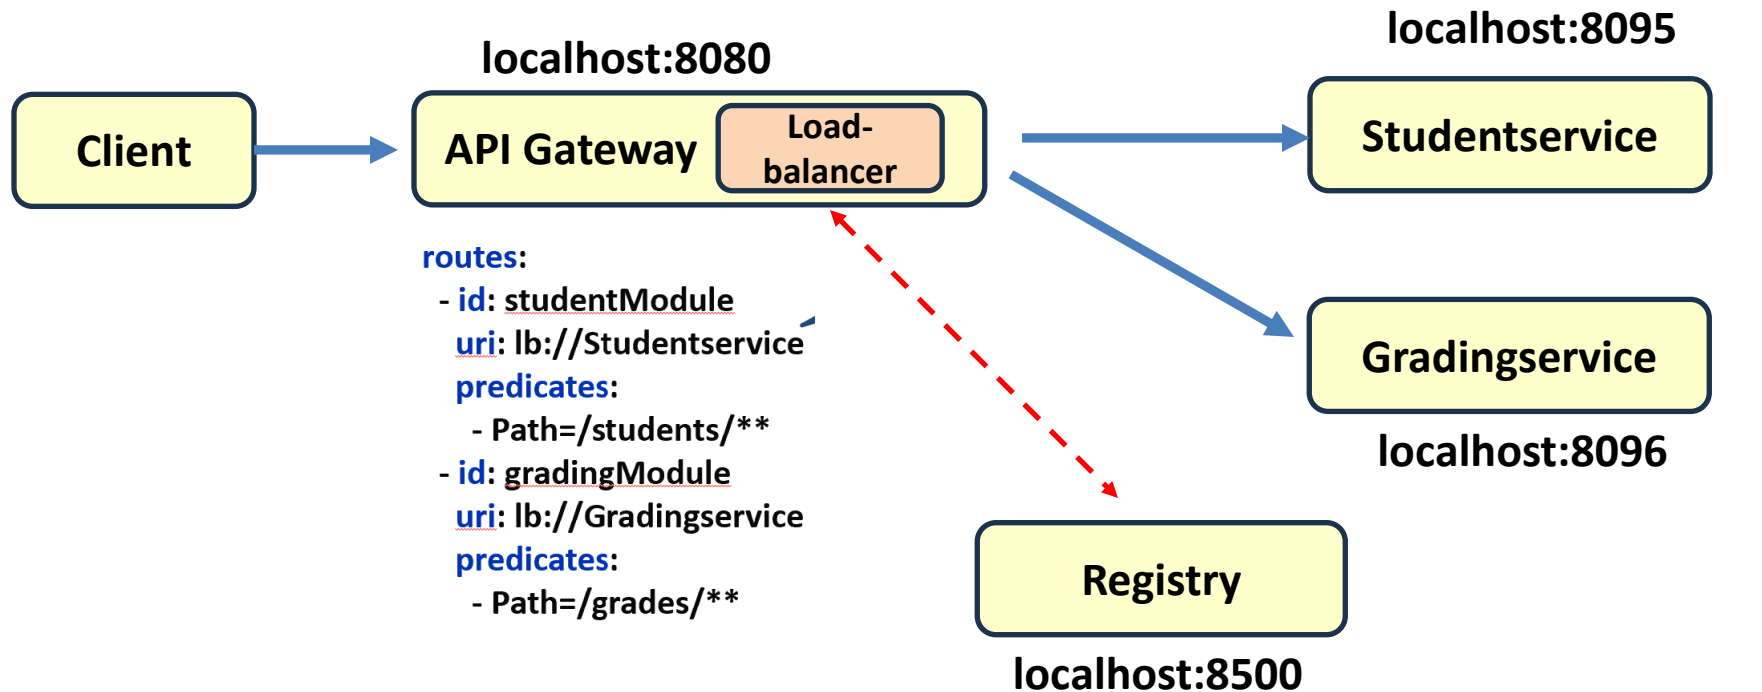 localhost:8095
localhost:8080
Client
API Gateway
Load-
balancer
Studentservice
routes:
- id: studentModule
uri: lb://Studentservice
predicates:
- Path=/students/**
- id: gradingModule
uri: lb://Gradingservice
predicates:
- Path=/grades/**
Gradingservice
localhost:8096
Registry
localhost:8500